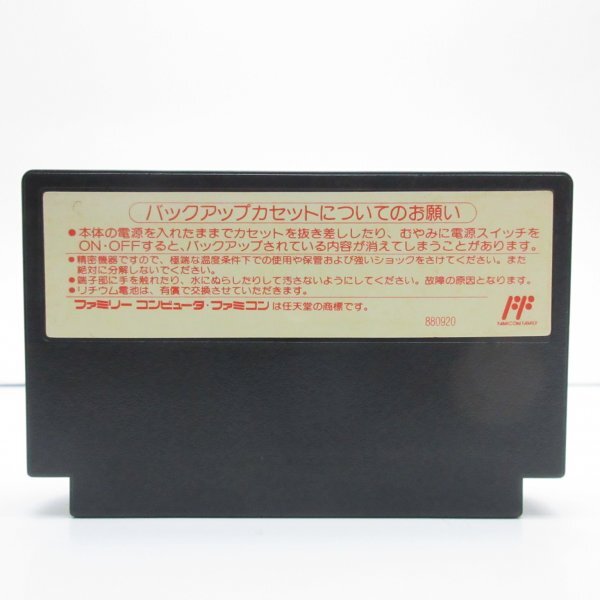 バックアップカセットについてのお願い
●本体の電源を入れたままでカセットを抜き差ししたり、むやみに電源スイッチを
ON・OFFすると、バックアップされている内容が消えてしまうことがあります。
●精密機器ですので、極端な温度条件下での使用や保管および強いショックをさけてください。また
絶対に分解しないでください。
●端子部に手を触れたり、水にぬらしたりして汚さないようにしてください。故障の原因となります。
●リチウム電池は、有償で交換させていただきます。
ファミリー コンピュータ・ファミコンは任天堂の商標です。
880920
FAMICOM FAMILY